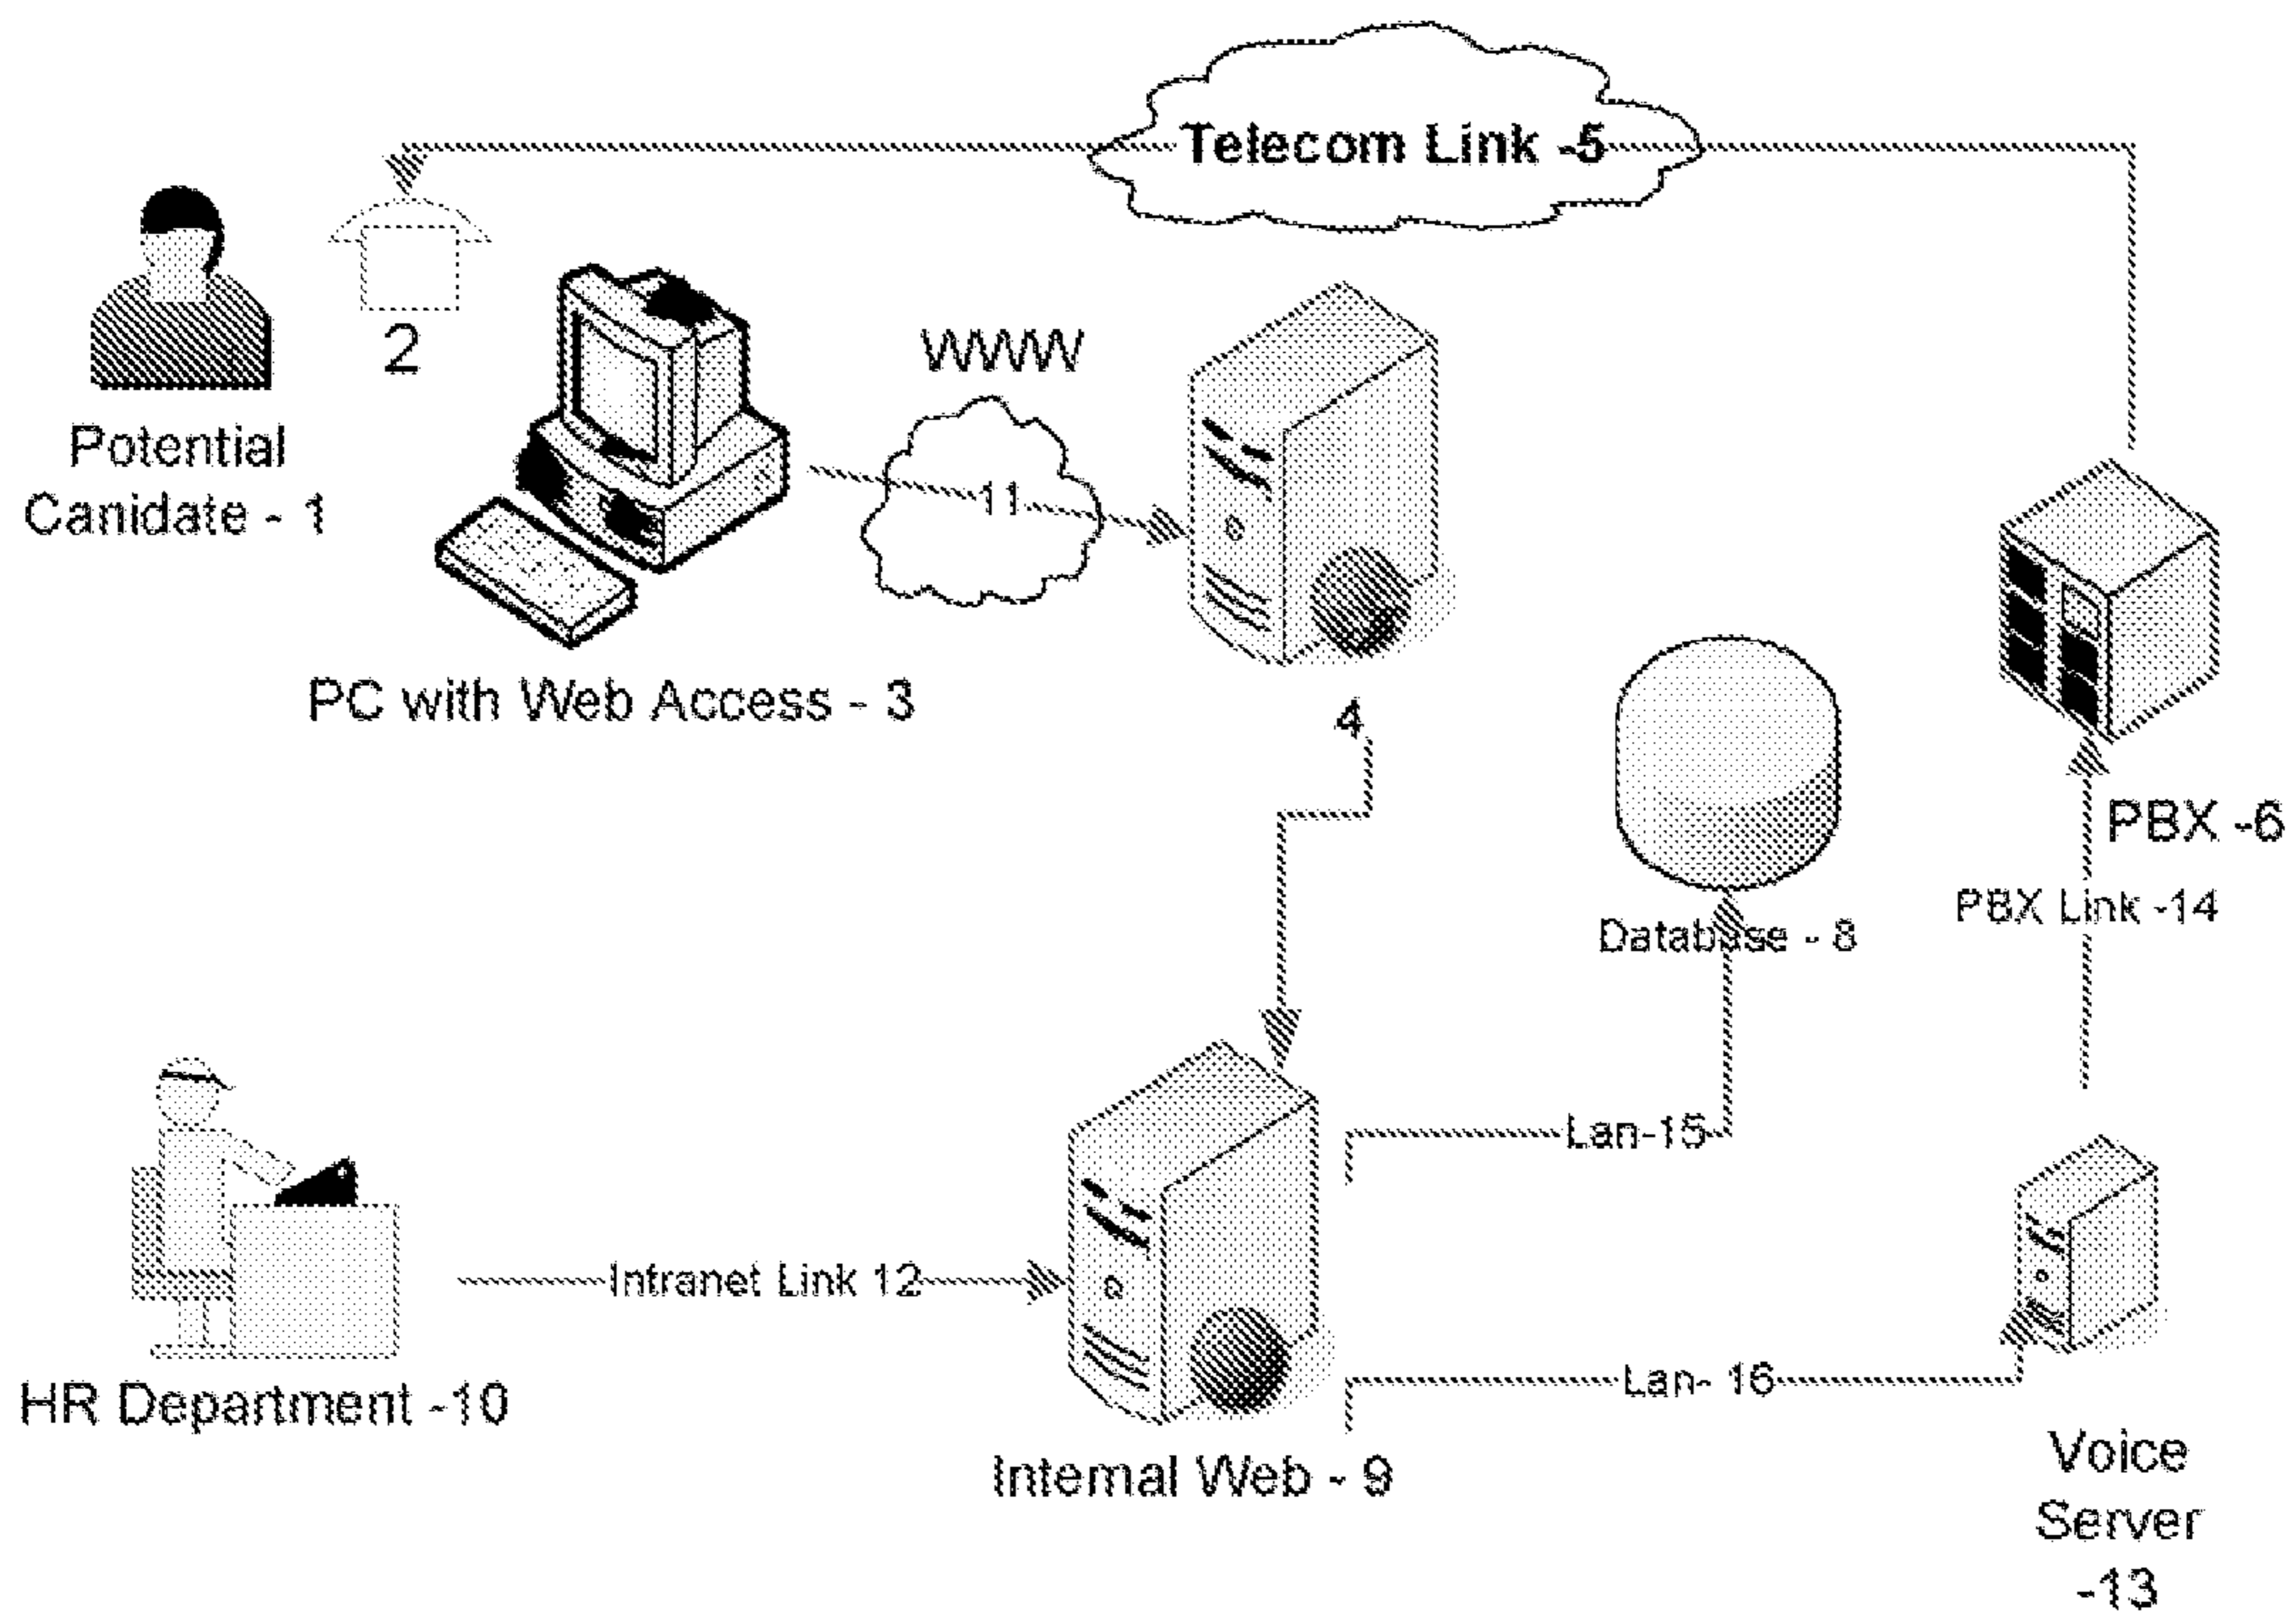 Telecom Link -5
2
Potential
Canidate - 1
WWW
11
PC with Web Access - 3
4
PBX -6
PBX Link -14
Database - 8
Lan-15
Intranet Link 12
HR Department -10
Lan- 16
Internal Web - 9
Voice
Server
-13